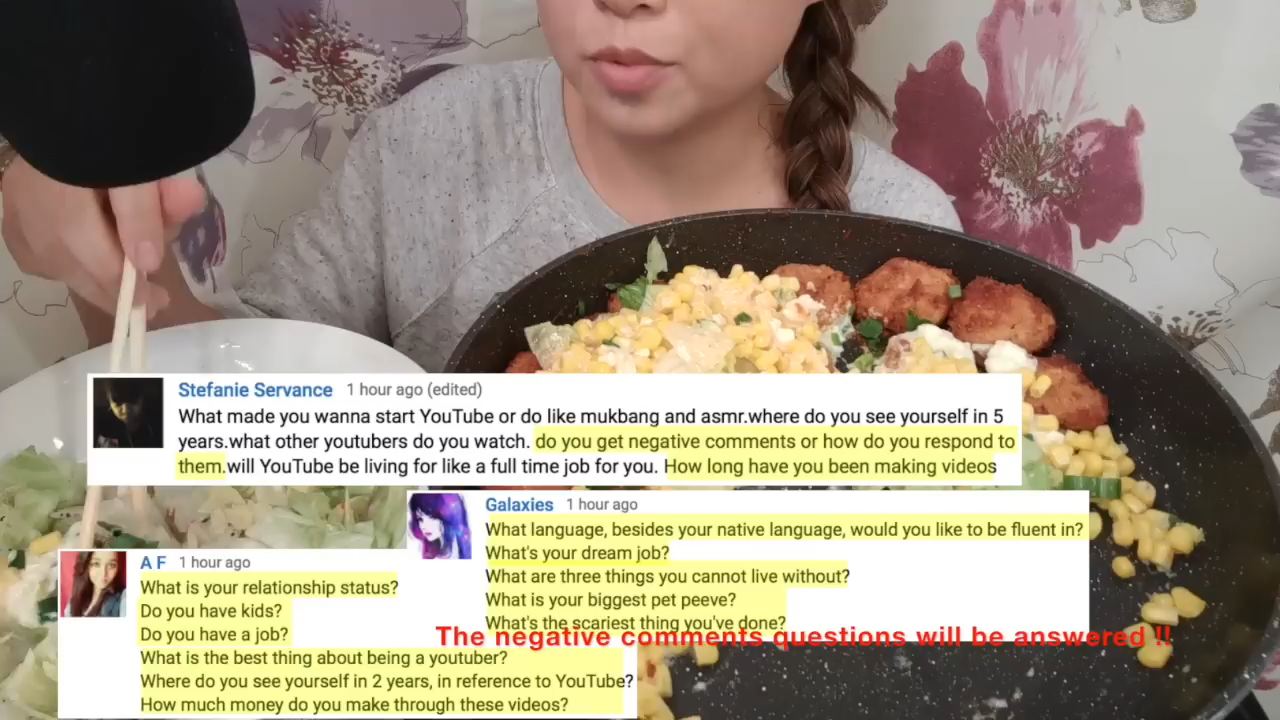 Stefanie Servance 1 hour ago (edited)
What made you wanna start YouTube or do like mukbang and asmr.where do you see yourself in 5
years.what other youtubers do you watch. do you get negative comments or how do you respond to
them.will YouTube be living for like a full time job for you. How long have you been making videos
Galaxies 1 hour ago
What language, besides your native language, would you like to be fluent in?
What's your dream job?
What are three things you cannot live without?
What is your biggest pet peeve?
What's the scariest thing you've done?
A F 1 hour ago
What is your relationship status?
Do you have kids?
Do you have a job?
What is the best thing about being a youtuber?
Where do you see yourself in 2 years, in reference to YouTube?
How much money do you make through these videos?
The negative comments questions will be answered !!